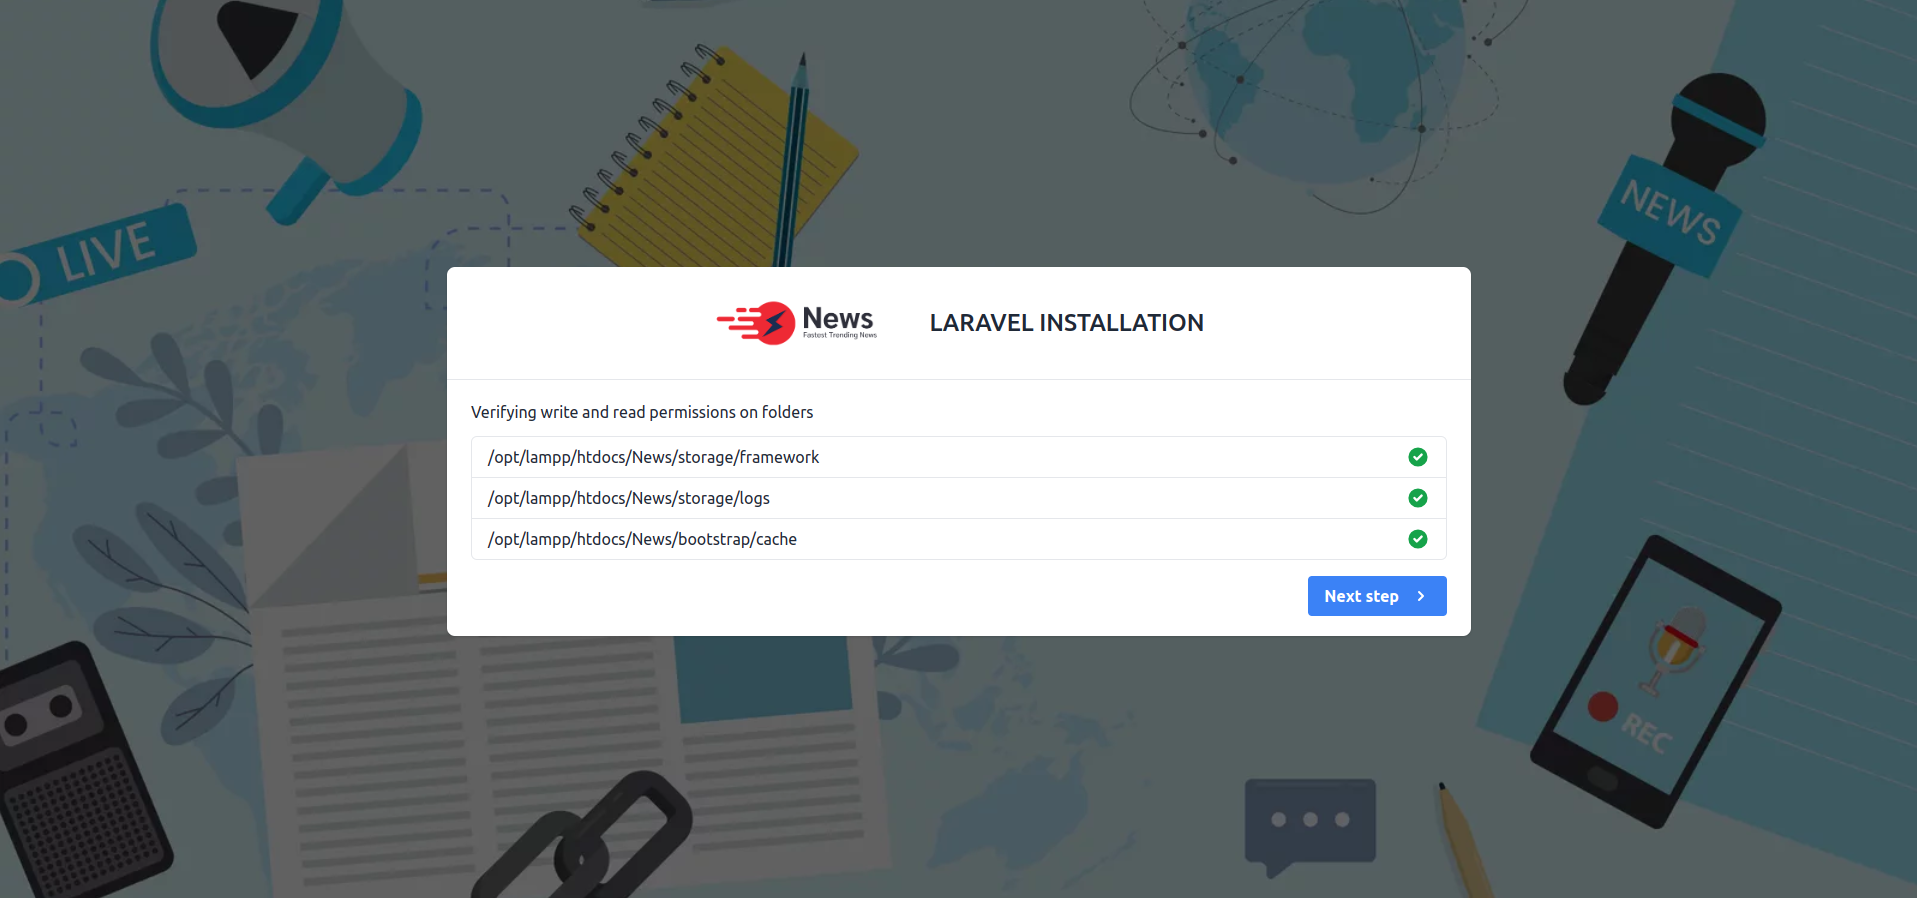 LIVE
NEWS
News
Fastest Trending News
LARAVEL INSTALLATION
Verifying write and read permissions on folders
/opt/lampp/htdocs/News/storage/framework
/opt/lampp/htdocs/News/storage/logs
/opt/lampp/htdocs/News/bootstrap/cache
Next step
REC